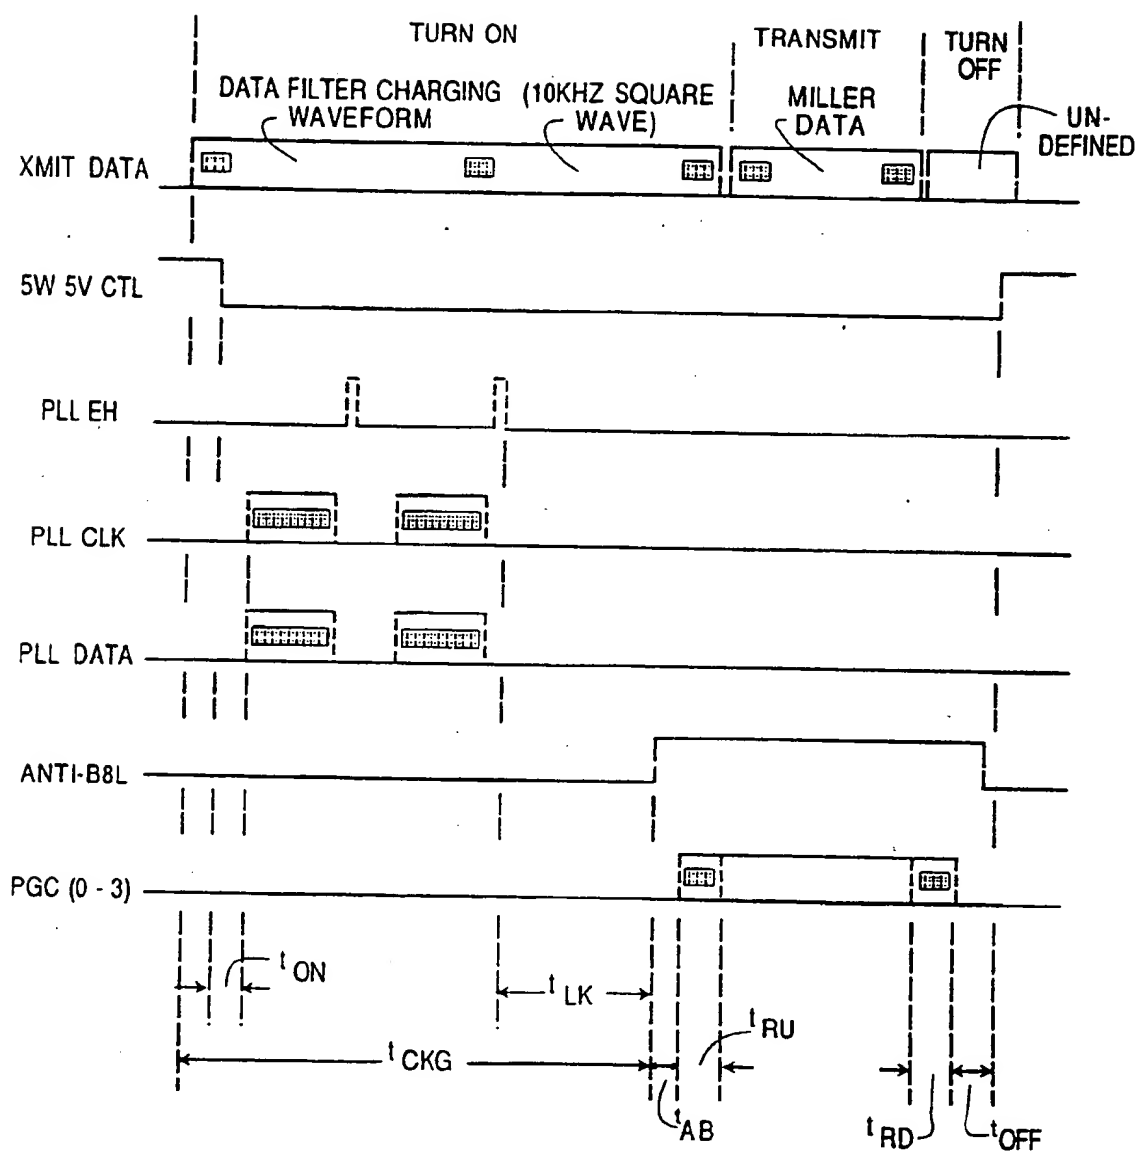 TURN ON
TRANSMIT
TURN
OFF
DATA FILTER CHARGING
WAVEFORM
(10KHZ SQUARE
WAVE)
MILLER
DATA
UN-
DEFINED
XMIT DATA
5W 5V CTL
PLL EH
PLL CLK
PLL DATA
ANTI-B8L
PGC (0 - 3)
t ON
t LK
t RU
t CKG
t AB
t RD
t OFF